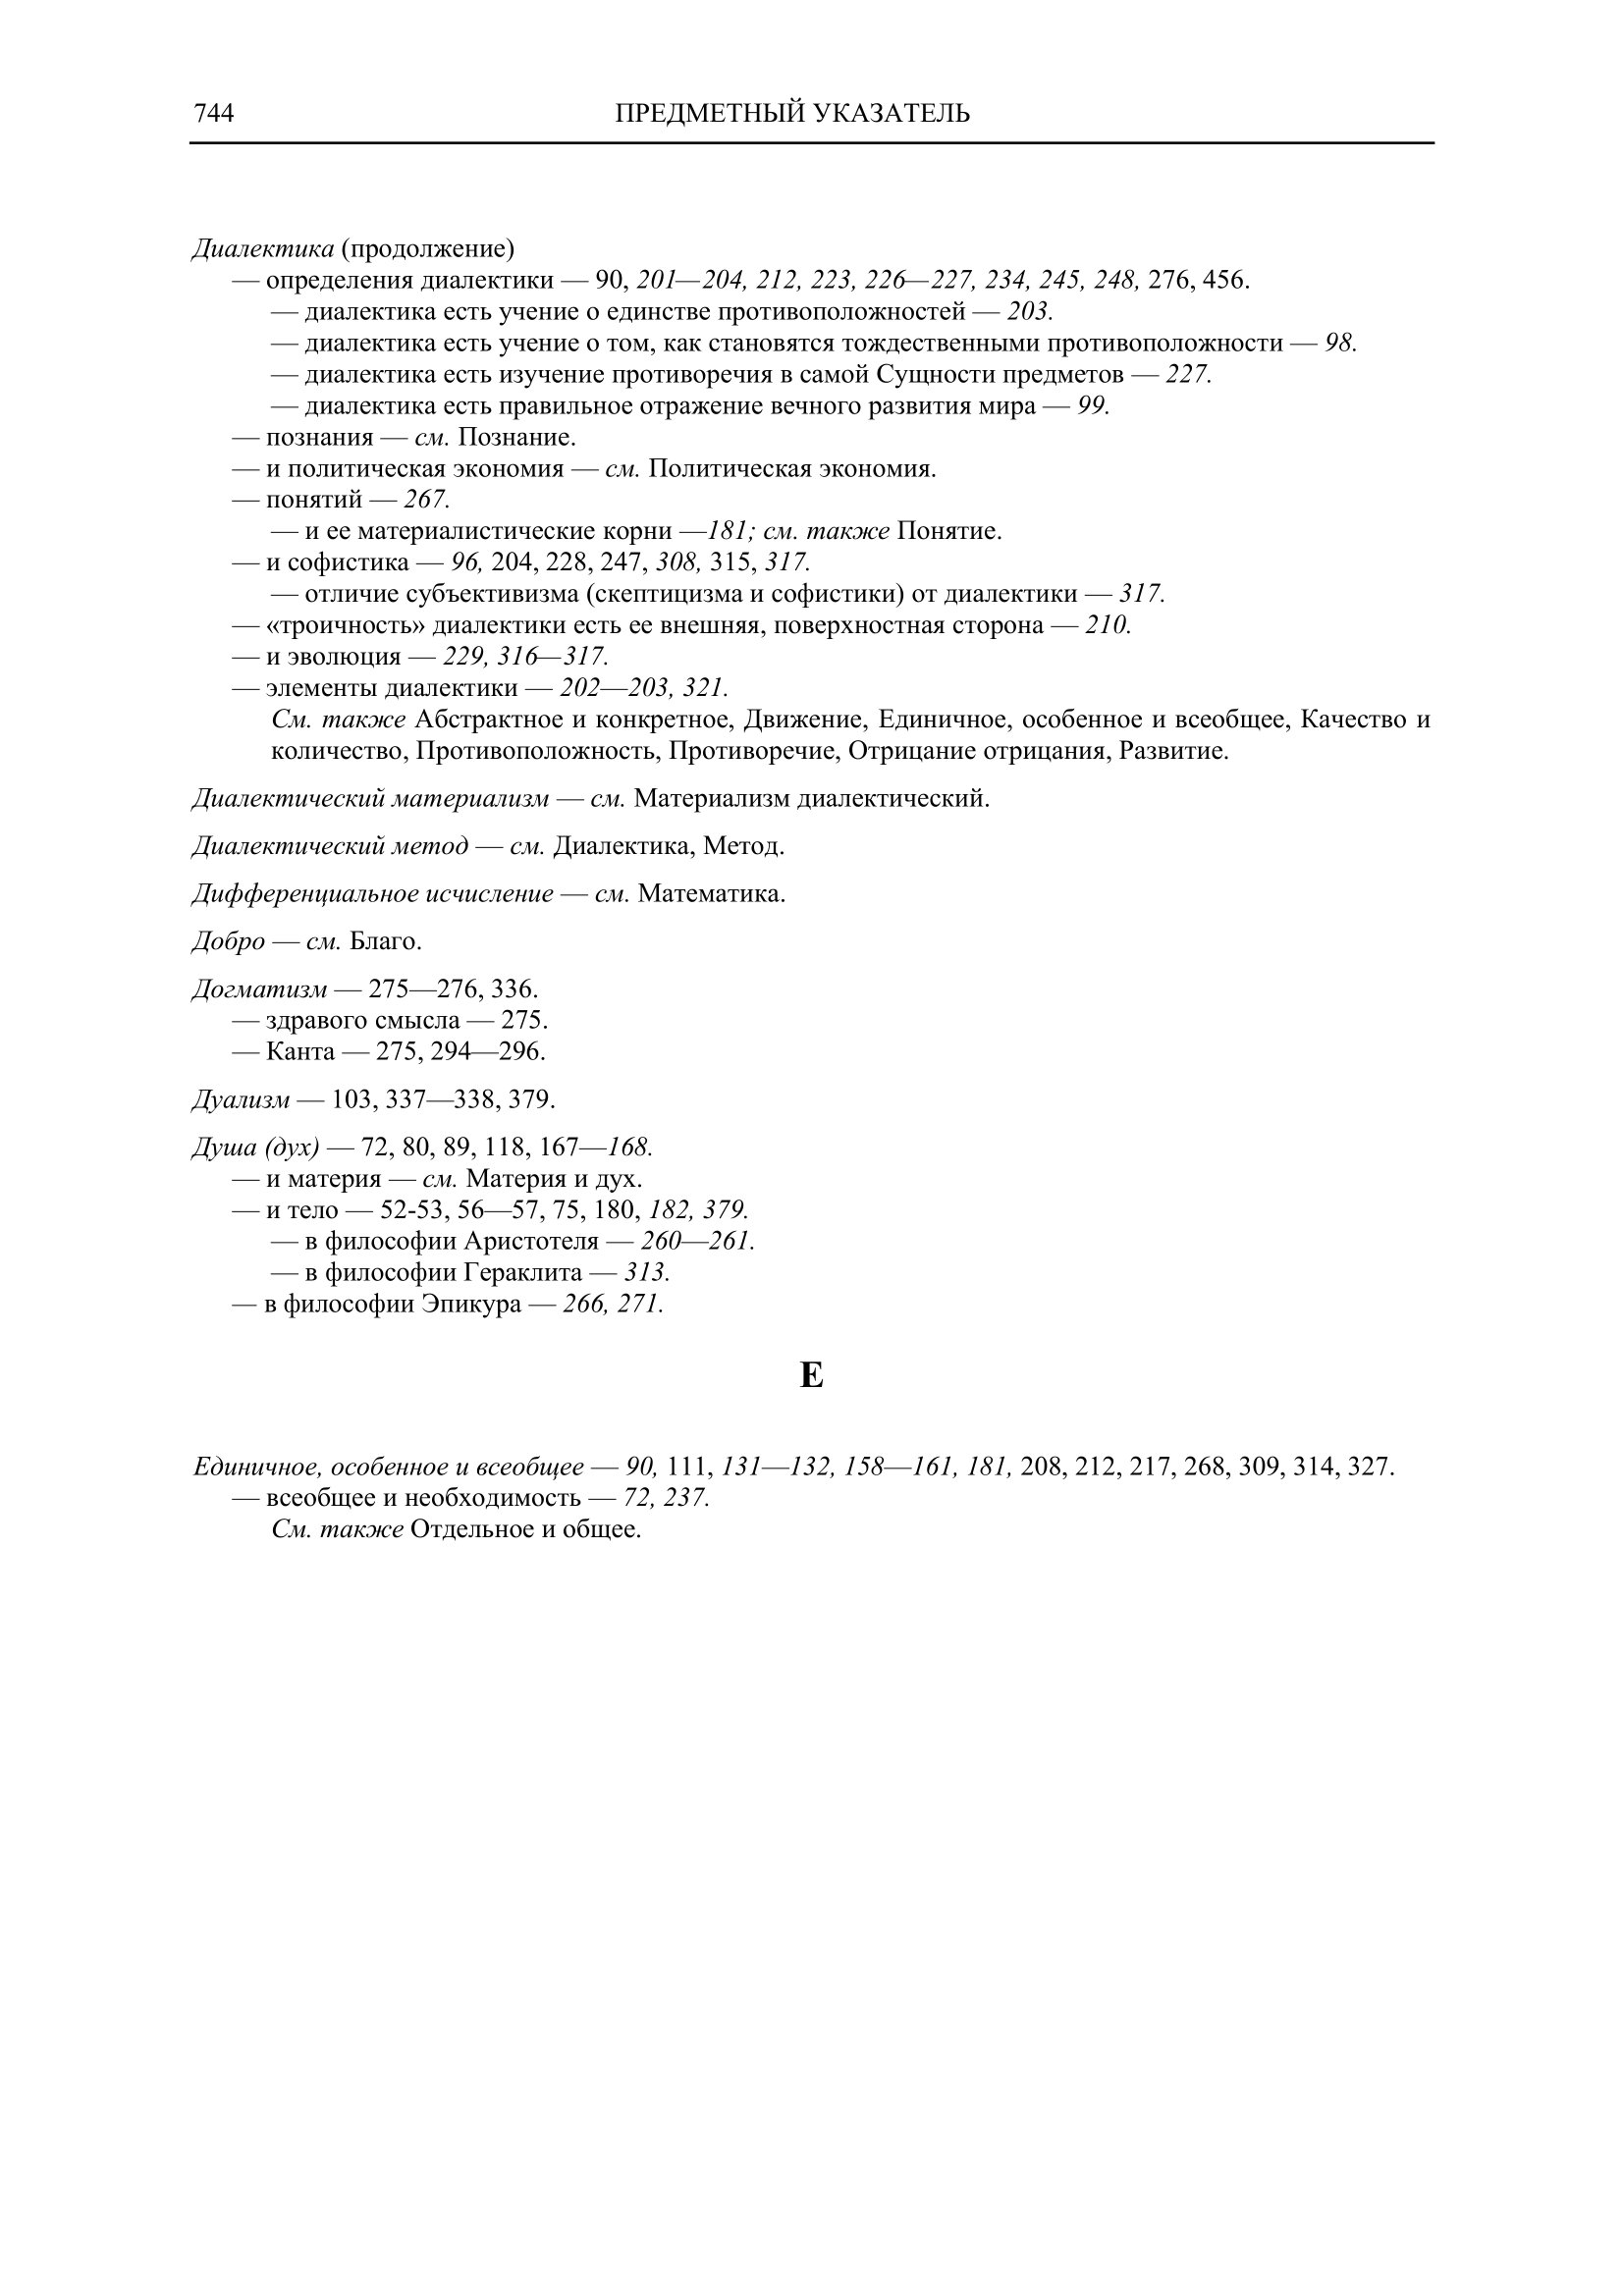 744
ПРЕДМЕТНЫЙ УКАЗАТЕЛЬ
Диалектика (продолжение)
— определения диалектики — 90, 201—204, 212, 223, 226—227, 234, 245, 248, 276, 456.
— диалектика есть учение о единстве противоположностей — 203.
— диалектика есть учение о том, как становятся тождественными противоположности — 98.
— диалектика есть изучение противоречия в самой Сущности предметов — 227.
— диалектика есть правильное отражение вечного развития мира — 99.
— познания — см. Познание.
— и политическая экономия — см. Политическая экономия.
— понятий — 267.
— и ее материалистические корни —181; см. также Понятие.
— и софистика — 96, 204, 228, 247, 308, 315, 317.
— отличие субъективизма (скептицизма и софистики) от диалектики — 317.
— «троичность» диалектики есть ее внешняя, поверхностная сторона — 210.
— и эволюция — 229, 316—317.
— элементы диалектики — 202—203, 321.
См. также Абстрактное и конкретное, Движение, Единичное, особенное и всеобщее, Качество и
количество, Противоположность, Противоречие, Отрицание отрицания, Развитие.
Диалектический материализм — см. Материализм диалектический.
Диалектический метод — см. Диалектика, Метод.
Дифференциальное исчисление — см. Математика.
Добро — см. Благо.
Догматизм — 275—276, 336.
— здравого смысла — 275.
— Канта — 275, 294—296.
Дуализм — 103, 337—338, 379.
Душа (дух) — 72, 80, 89, 118, 167—168.
— и материя — см. Материя и дух.
— и тело — 52-53, 56—57, 75, 180, 182, 379.
— в философии Аристотеля — 260—261.
— в философии Гераклита — 313.
— в философии Эпикура — 266, 271.
Е
Единичное, особенное и всеобщее — 90, 111, 131—132, 158—161, 181, 208, 212, 217, 268, 309, 314, 327.
— всеобщее и необходимость — 72, 237.
См. также Отдельное и общее.